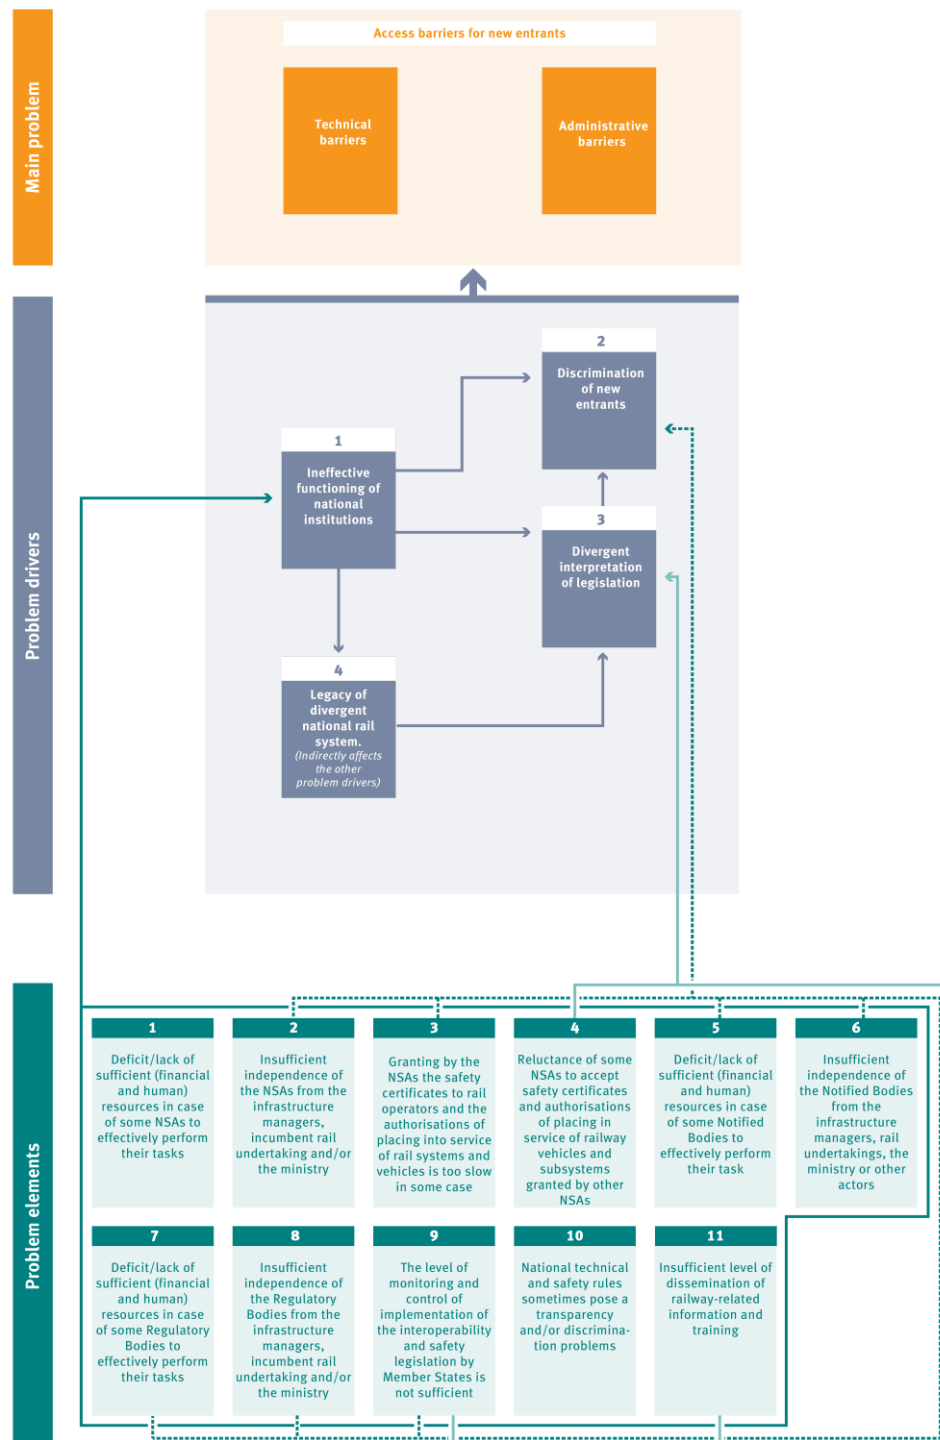 Main problem
Access barriers for new entrants
Technical
barriers
Administrative
barriers
Problem drivers
2
Discrimination
of new
entrants
1
Ineffective
functioning of
national
institutions
3
Divergent
interpretation
of legislation
4
Legacy of
divergent
national rail
system.
(Indirectly affects
the other
problem drivers)
Problem elements
1
Deficit/lack of
sufficient (financial
and human)
resources in case
of some NSAs to
effectively perform
their tasks
2
Insufficient
independence of
the NSAs from the
infrastructure
managers,
incumbent rail
undertaking and/or
the ministry
3
Granting by the
NSAs the safety
certificates to rail
operators and the
authorisations of
placing into service
of rail systems and
vehicles is too slow
in some case
4
Reluctance of some
NSAs to accept
safety certificates
and authorisations
of placing in
service of railway
vehicles and
subsystems
granted by other
NSAs
5
Deficit/lack of
sufficient (financial
and human)
resources in case
of some Notified
Bodies to
effectively perform
their task
6
Insufficient
independence of
the Notified Bodies
from the
infrastructure
managers, rail
undertakings, the
ministry or other
actors
7
Deficit/lack of
sufficient (financial
and human)
resources in case
of some Regulatory
Bodies to
effectively perform
their tasks
8
Insufficient
independence of
the Regulatory
Bodies from the
infrastructure
managers,
incumbent rail
undertaking and/or
the ministry
9
The level of
monitoring and
control of
implementation of
the interoperability
and safety
legislation by
Member States is
not sufficient
10
National technical
and safety rules
sometimes pose a
transparency
and/or discrimina-
tion problems
11
Insufficient level of
dissemination of
railway-related
information and
training